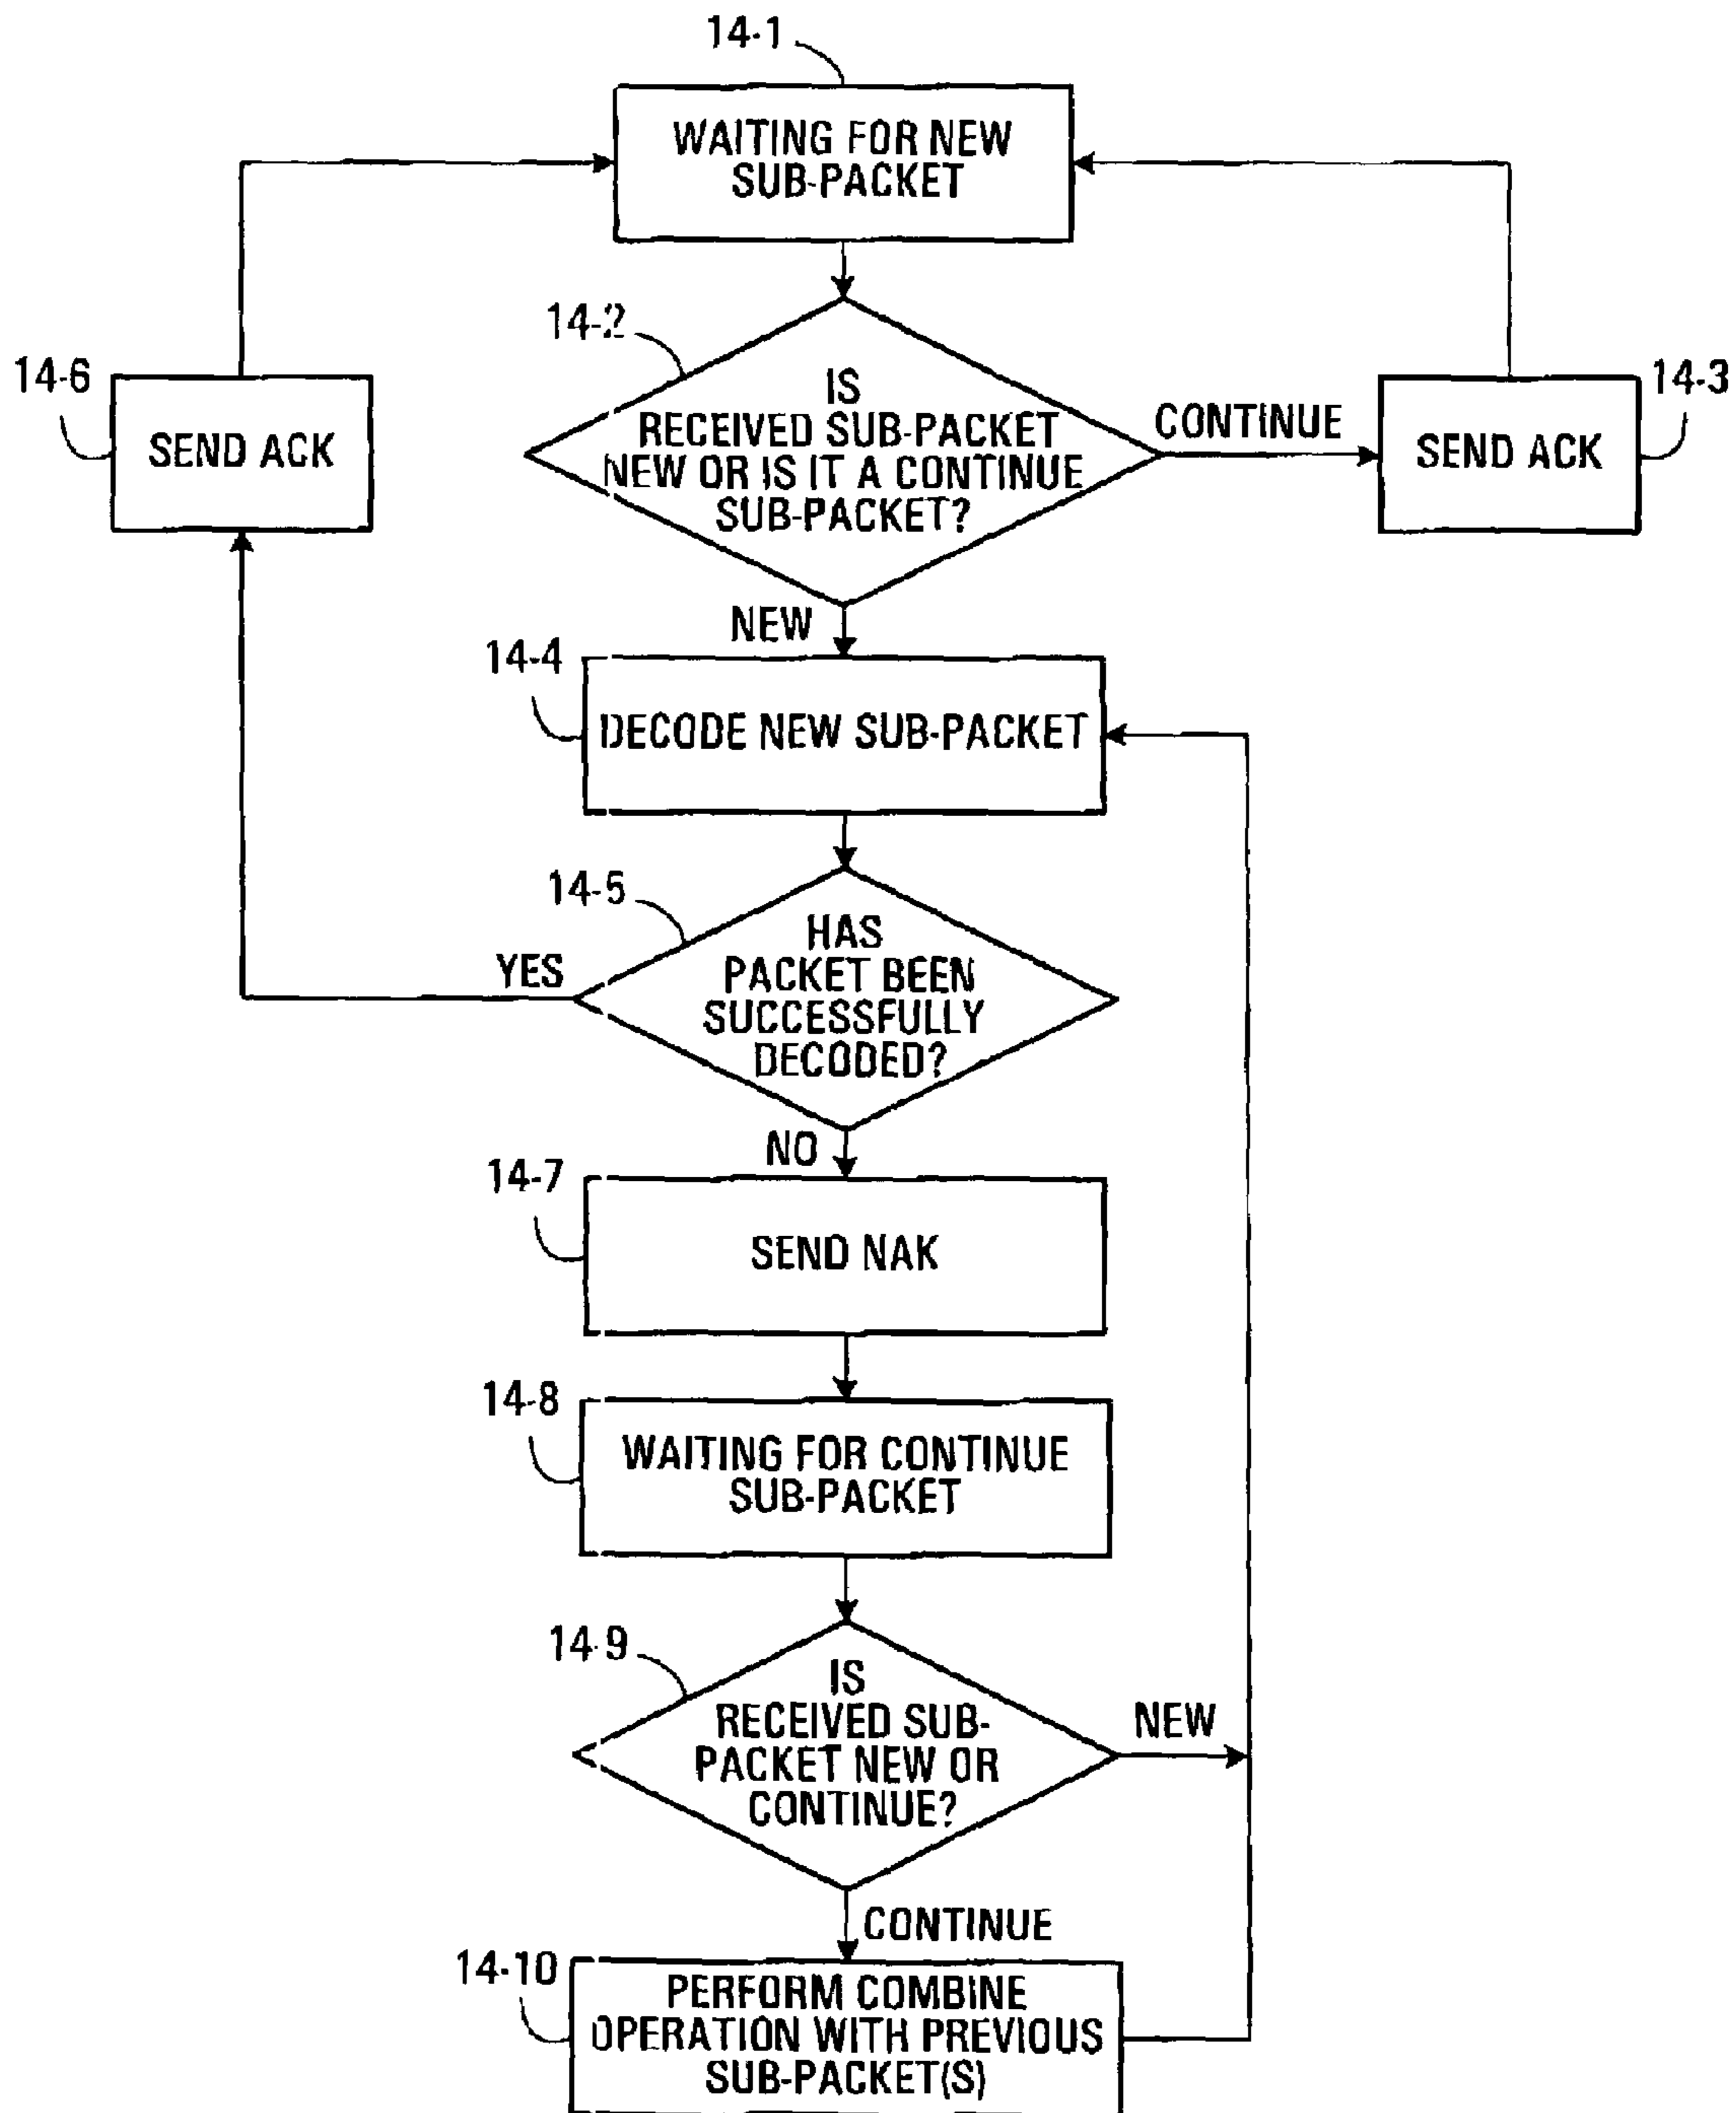 14-1
WAITING FOR NEW
SUB-PACKET
14-2
IS
RECEIVED SUB-PACKET
NEW OR IS IT A CONTINUE
SUB-PACKET?
CONTINUE
14-3
SEND ACK
14-6
SEND ACK
NEW
14-4
DECODE NEW SUB-PACKET
14-5
HAS
PACKET BEEN
SUCCESSFULLY
DECODED?
YES
NO
14-7
SEND NAK
14-8
WAITING FOR CONTINUE
SUB-PACKET
14-9
IS
RECEIVED SUB-
PACKET NEW OR
CONTINUE?
NEW
CONTINUE
14-10
PERFORM COMBINE
OPERATION WITH PREVIOUS
SUB-PACKET(S)